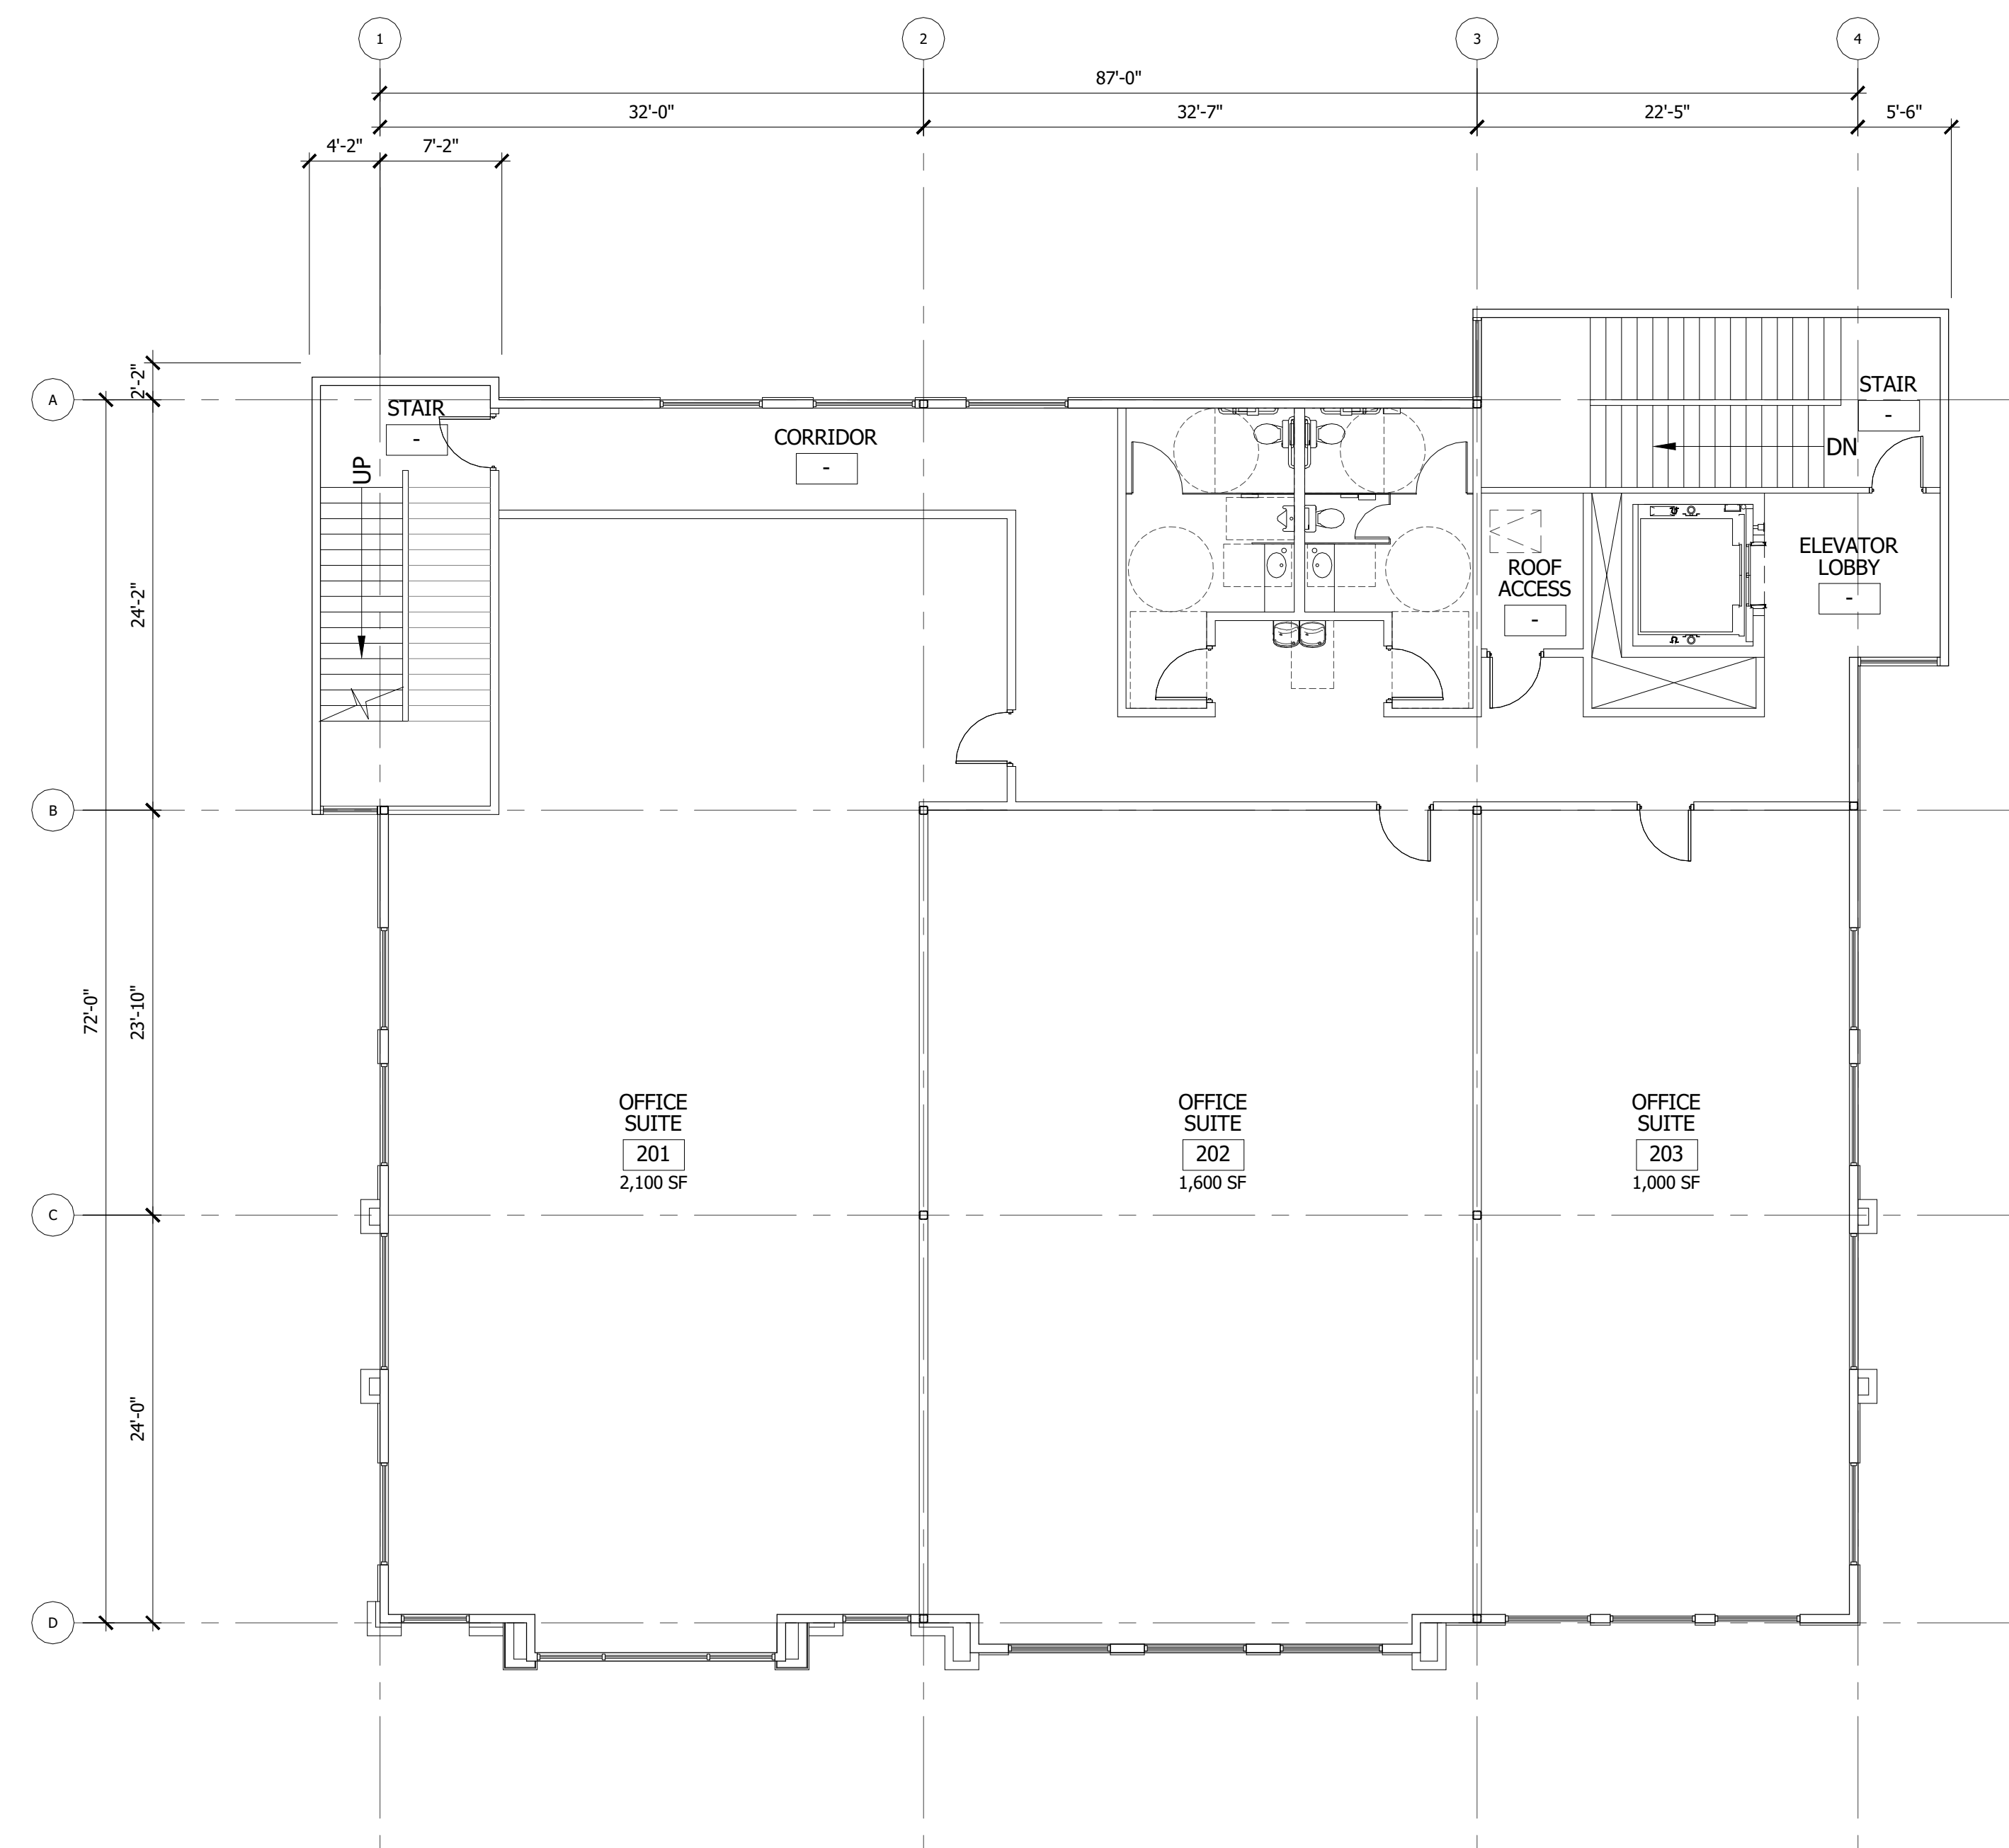 1
2
3
4
87'-0"
32'-0"
32'-7"
22'-5"
5'-6"
4'-2"
7'-2"
2'-2"
A
STAIR
-
STAIR
-
CORRIDOR
-
UP
DN
ELEVATOR
LOBBY
-
ROOF
ACCESS
-
24'-2"
B
72'-0"
23'-10"
OFFICE
SUITE
201
2,100 SF
OFFICE
SUITE
202
1,600 SF
OFFICE
SUITE
203
1,000 SF
C
24'-0"
D